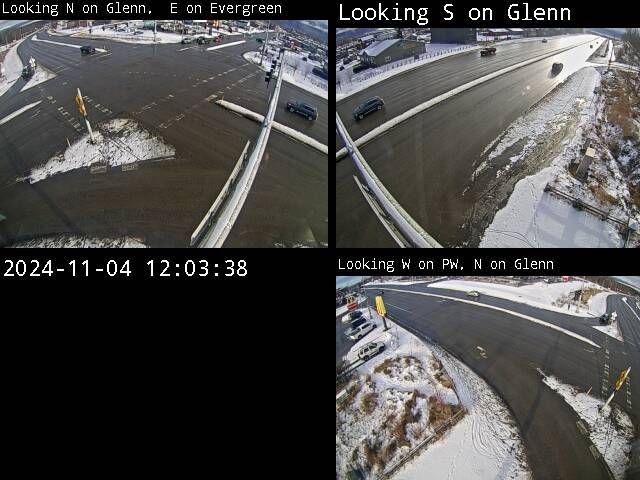 Looking N on Glenn,  E on Evergreen
Looking S on Glenn
2024-11-04 12:03:38
Looking W on PW, N on Glenn